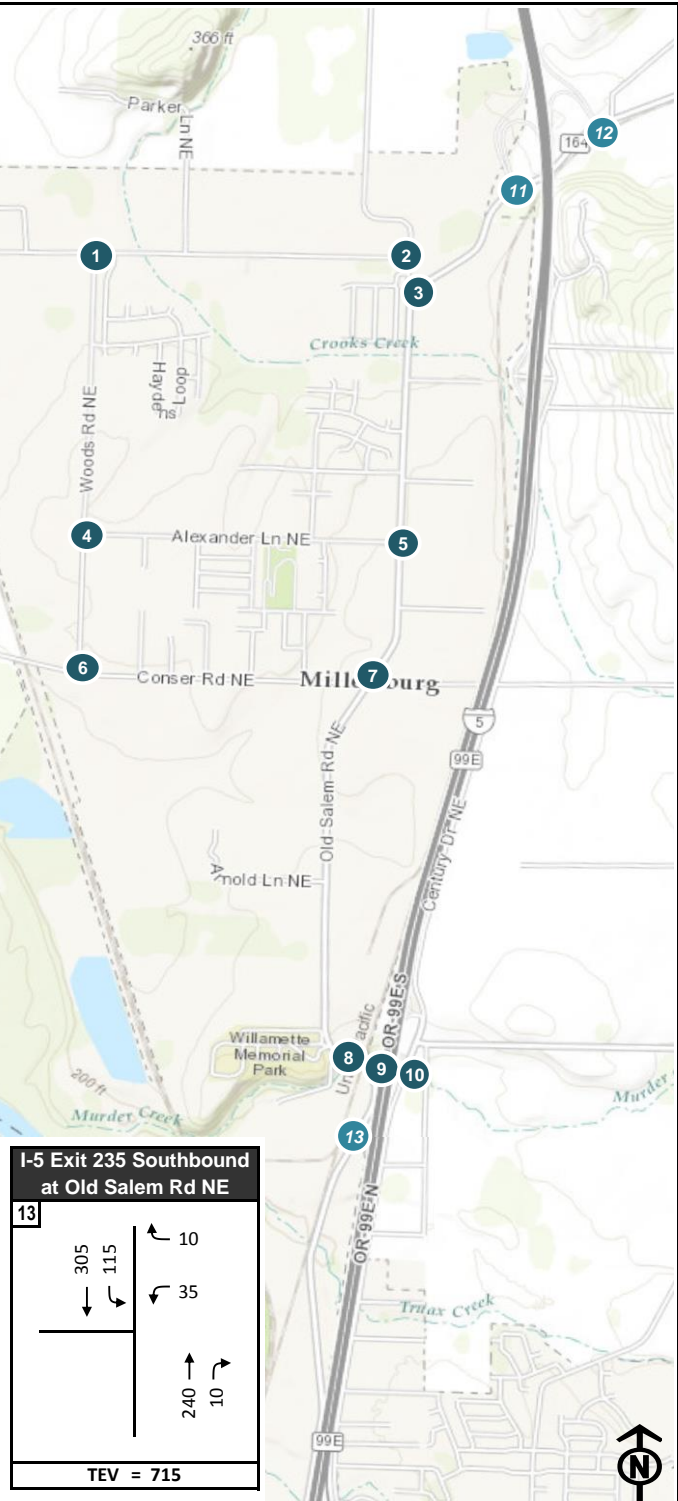 366 ft
Parker
Ln NE
164
12
11
1
2
3
Crooks Creek
Hayde
ns
Loop
Woods Rd NE
4
Alexander Ln NE
5
6
Conser Rd NE
7
5
99E
Old Salem Rd NE
Century Dr NE
Arnold Ln NE
OR-99E S
Willamette
Memorial
Park
8
9
10
200 ft
Murder Creek
Murder
13
OR-99E N
Truax Creek
99E
N
I-5 Exit 235 Southbound
at Old Salem Rd NE
13
305
115
10
35
240
10
TEV = 715